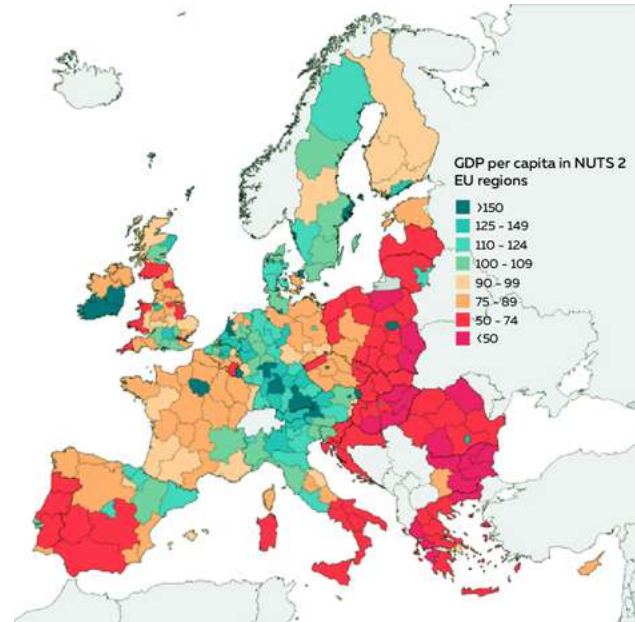 GDP per capita in NUTS 2
EU regions
>150
125 - 149
110 - 124
100 - 109
90 - 99
75 - 89
50 - 74
<50